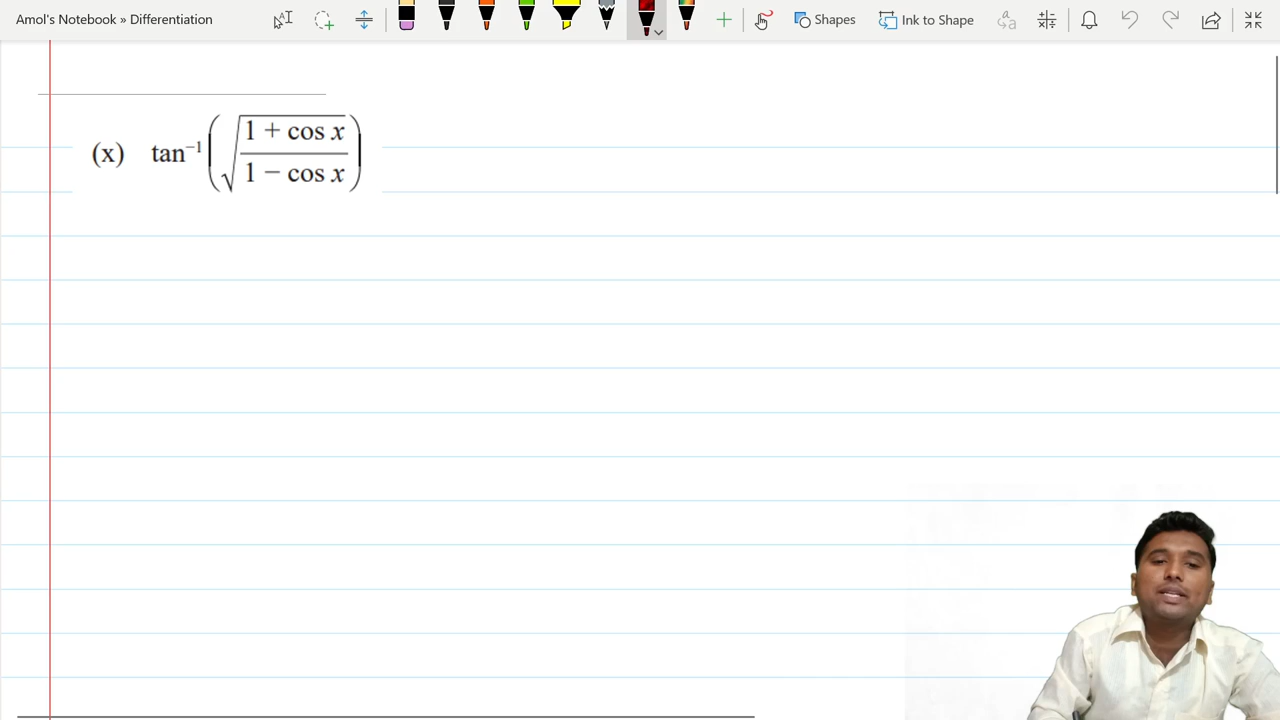 Amol's Notebook » Differentiation
Shapes
Ink to Shape
(x) tan⁻¹(√((1 + cos x)/(1 − cos x)))